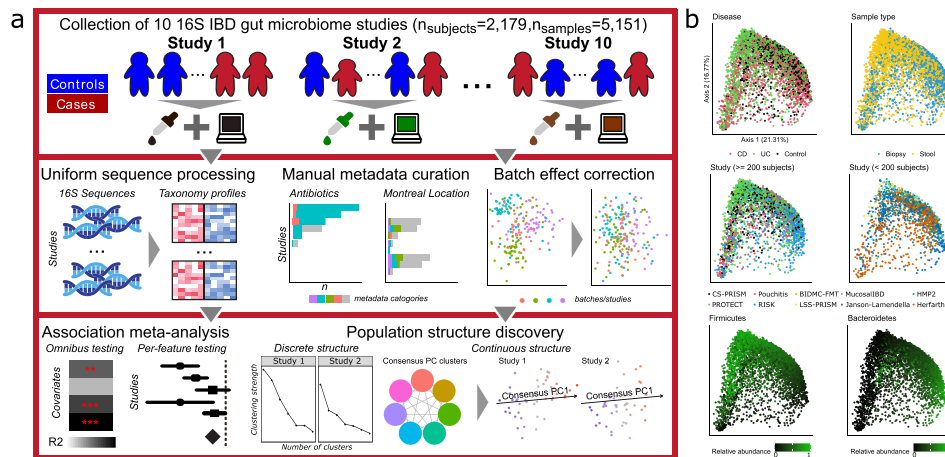 a
Collection of 10 16S IBD gut microbiome studies (nsubjects=2,179,nsamples=5,151)
Study 1
Study 2
Study 10
Controls
Cases
...
Uniform sequence processing
16S Sequences
Taxonomy profiles
Studies
...
...
Manual metadata curation
Antibiotics
Montreal Location
Studies
n
metadata catogories
Batch effect correction
batches/studies
Association meta-analysis
Omnibus testing
Per-feature testing
Covariates
**
***
***
R2
Studies
Population structure discovery
Discrete structure
Continuous structure
Study 1
Study 2
Clustering strength
Number of clusters
Consensus PC clusters
Study 1
Study 2
Consensus PC1
Consensus PC1
b
Disease
Sample type
Axis 2 (16.77%)
Axis 1 (21.31%)
CD UC Control
Biopsy Stool
Study (>= 200 subjects)
Study (< 200 subjects)
CS-PRISM Pouchitis BIDMC-FMT MucosalIBD HMP2
PROTECT RISK LSS-PRISM Janson-Lamendella Herfarth
Firmicutes
Bacteroidetes
Relative abundance 0 1
Relative abundance 0